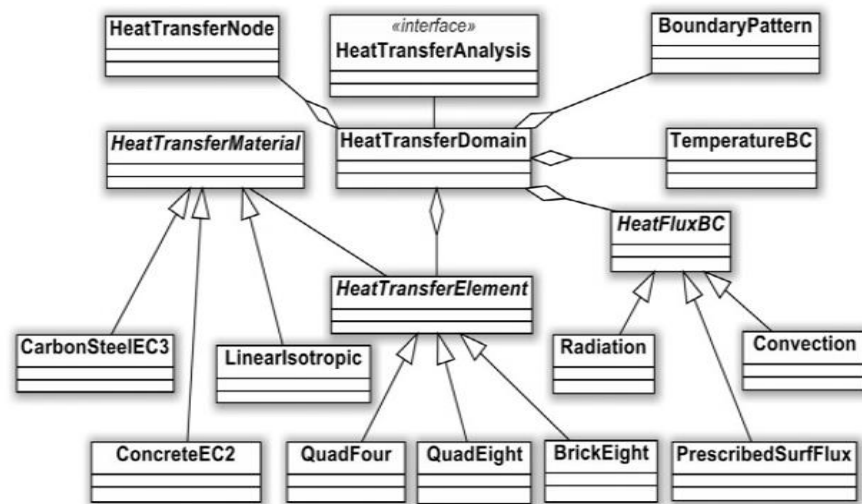 HeatTransferNode
«interface»
HeatTransferAnalysis
BoundaryPattern
HeatTransferMaterial
HeatTransferDomain
TemperatureBC
HeatFluxBC
HeatTransferElement
CarbonSteelEC3
LinearIsotropic
Radiation
Convection
ConcreteEC2
QuadFour
QuadEight
BrickEight
PrescribedSurfFlux